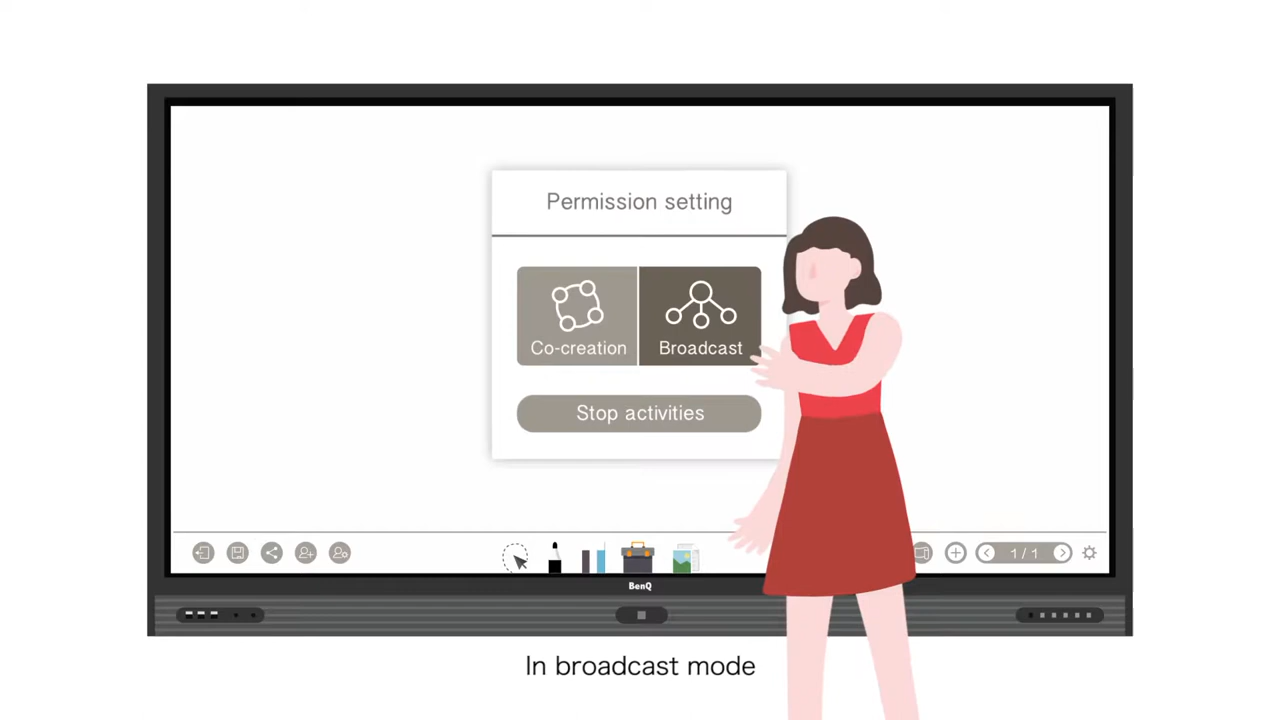 Permission setting
Co-creation
Broadcast
Stop activities
1 / 1
BenQ
In broadcast mode